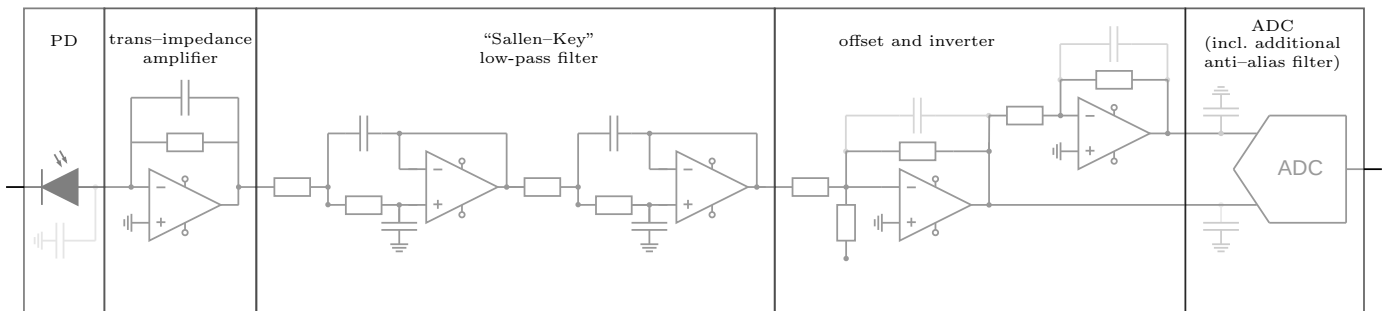 PD
trans–impedance
amplifier
“Sallen–Key”
low-pass filter
offset and inverter
ADC
(incl. additional
anti–alias filter)
ADC